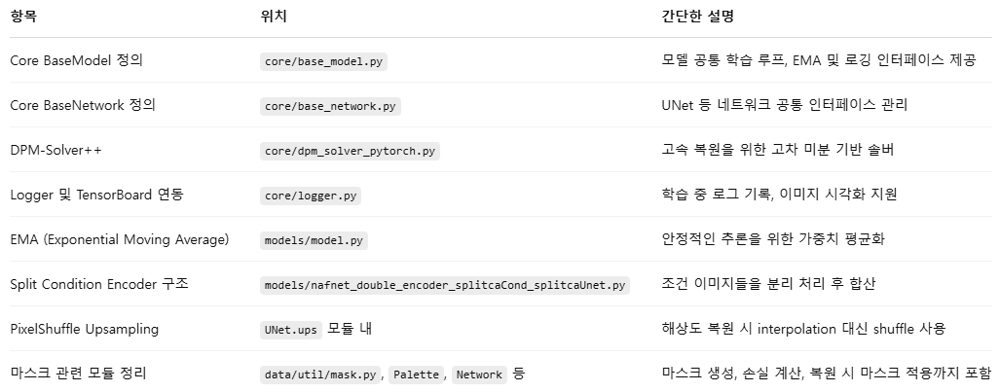 항목 위치 간단한 설명
Core BaseModel 정의 core/base_model.py 모델 공통 학습 루프, EMA 및 로깅 인터페이스 제공
Core BaseNetwork 정의 core/base_network.py UNet 등 네트워크 공통 인터페이스 관리
DPM-Solver++ core/dpm_solver_pytorch.py 고속 복원을 위한 고차 미분 기반 솔버
Logger 및 TensorBoard 연동 core/logger.py 학습 중 로그 기록, 이미지 시각화 지원
EMA (Exponential Moving Average) models/model.py 안정적인 추론을 위한 가중치 평균화
Split Condition Encoder 구조 models/nafnet_double_encoder_splitcaCond_splitcaUnet.py 조건 이미지들을 분리 처리 후 합산
PixelShuffle Upsampling UNet.ups 모듈 내 해상도 복원 시 interpolation 대신 shuffle 사용
마스크 관련 모듈 정리 data/util/mask.py, Palette, Network 등 마스크 생성, 손실 계산, 복원 시 마스크 적용까지 포함